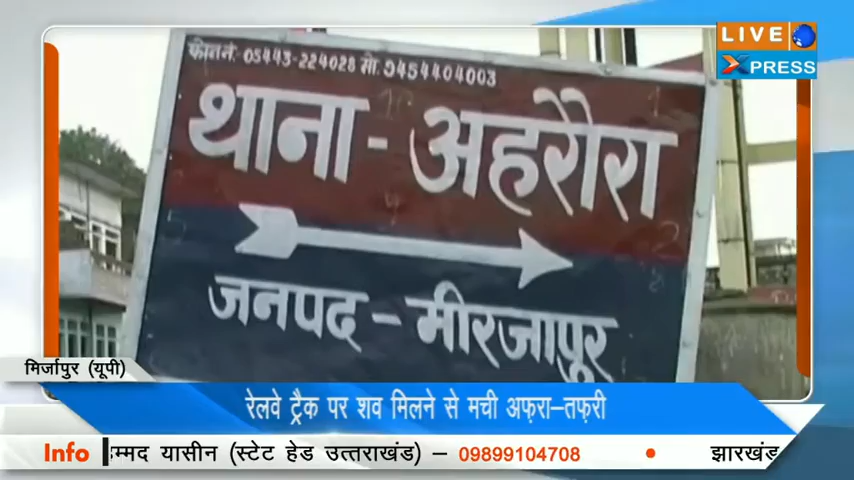 LIVE
XPRESS
फोन नं.- 05443-224028 मो. 9454404003
थाना - अहरौरा
जनपद - मीरजापुर
मिर्जापुर (यूपी)
रेलवे ट्रैक पर शव मिलने से मची अफ़रा-तफ़री
Info म्मद यासीन (स्टेट हेड उत्तराखंड) – 09899104708 • झारखंड